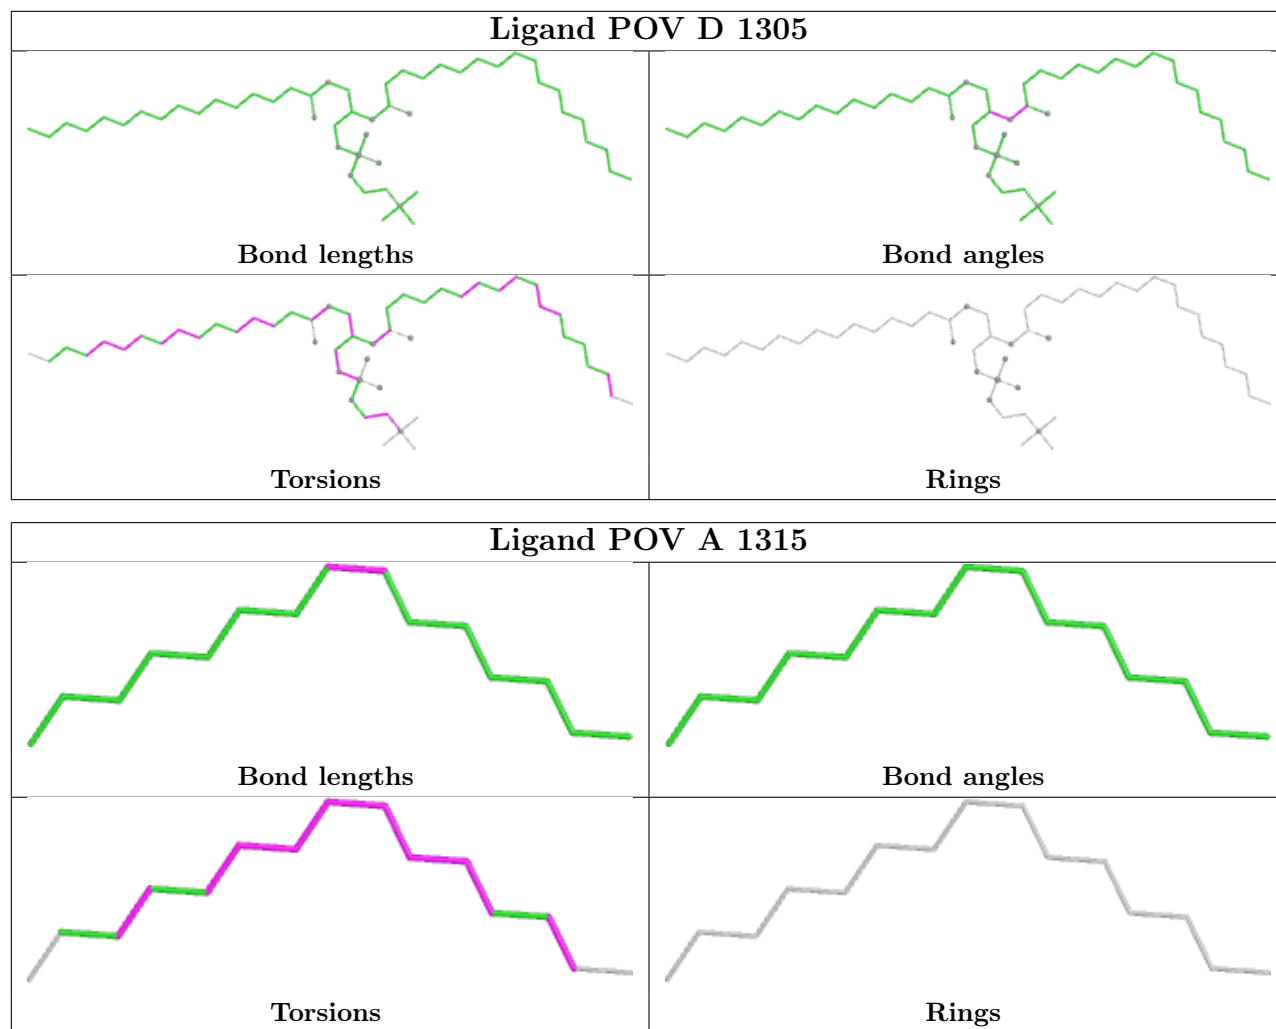 Ligand POV D 1305
Bond lengths
Bond angles
Torsions
Rings
Ligand POV A 1315
Bond lengths
Bond angles
Torsions
Rings